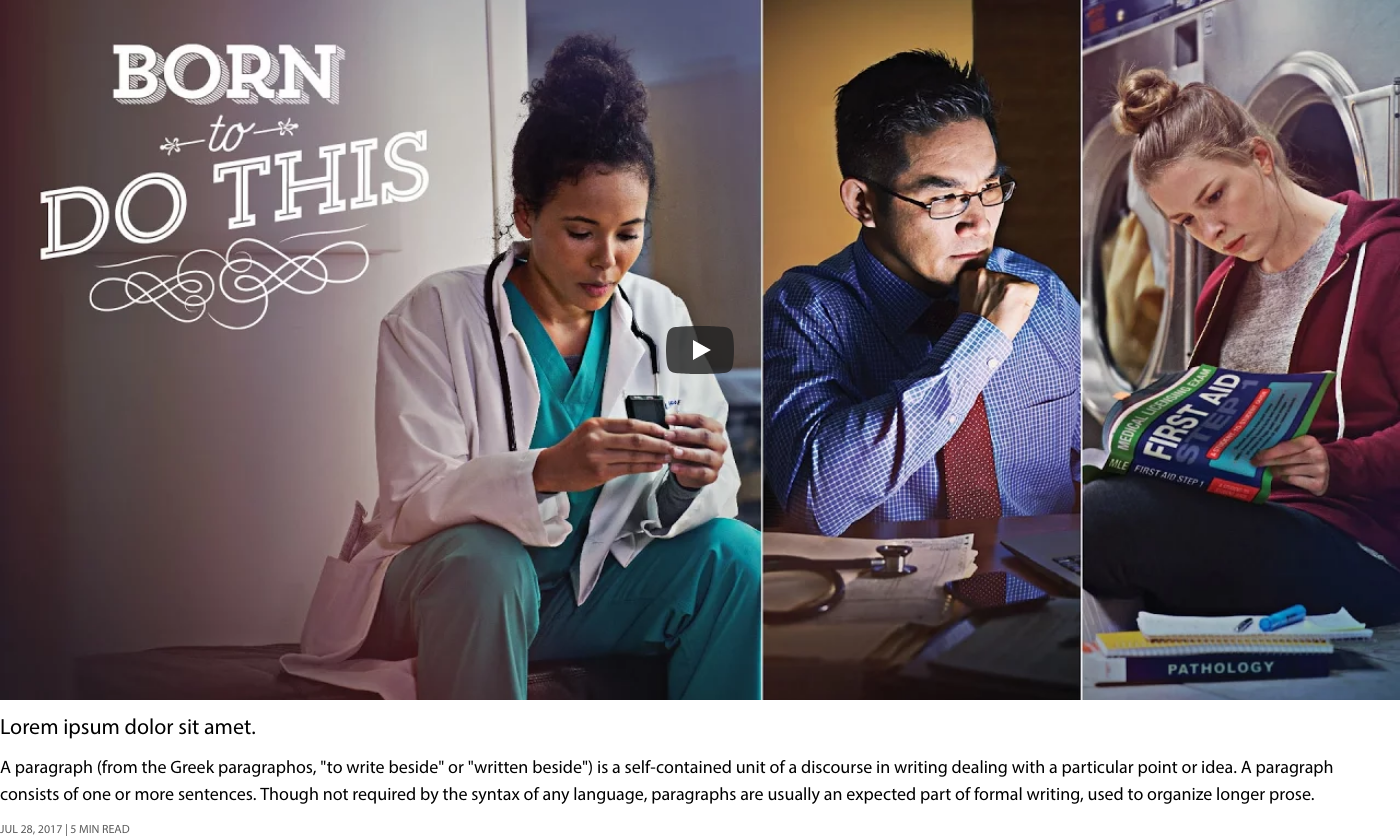 BORN
to
DO THIS
MEDICAL LICENSING EXAM
FIRST AID
STEP 1
MLE
FIRST AID STEP 1
PATHOLOGY
Lorem ipsum dolor sit amet.
A paragraph (from the Greek paragraphos, "to write beside" or "written beside") is a self-contained unit of a discourse in writing dealing with a particular point or idea. A paragraph
consists of one or more sentences. Though not required by the syntax of any language, paragraphs are usually an expected part of formal writing, used to organize longer prose.
JUL 28, 2017 | 5 MIN READ